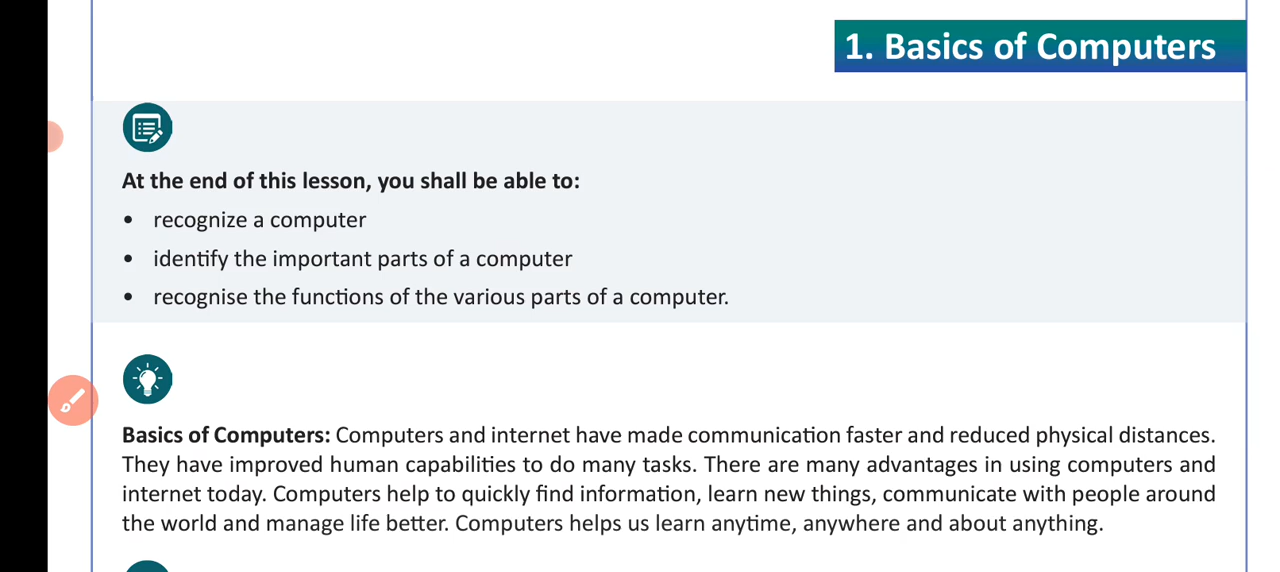 1. Basics of Computers
At the end of this lesson, you shall be able to:
• recognize a computer
• identify the important parts of a computer
• recognise the functions of the various parts of a computer.
Basics of Computers: Computers and internet have made communication faster and reduced physical distances.
They have improved human capabilities to do many tasks. There are many advantages in using computers and
internet today. Computers help to quickly find information, learn new things, communicate with people around
the world and manage life better. Computers helps us learn anytime, anywhere and about anything.